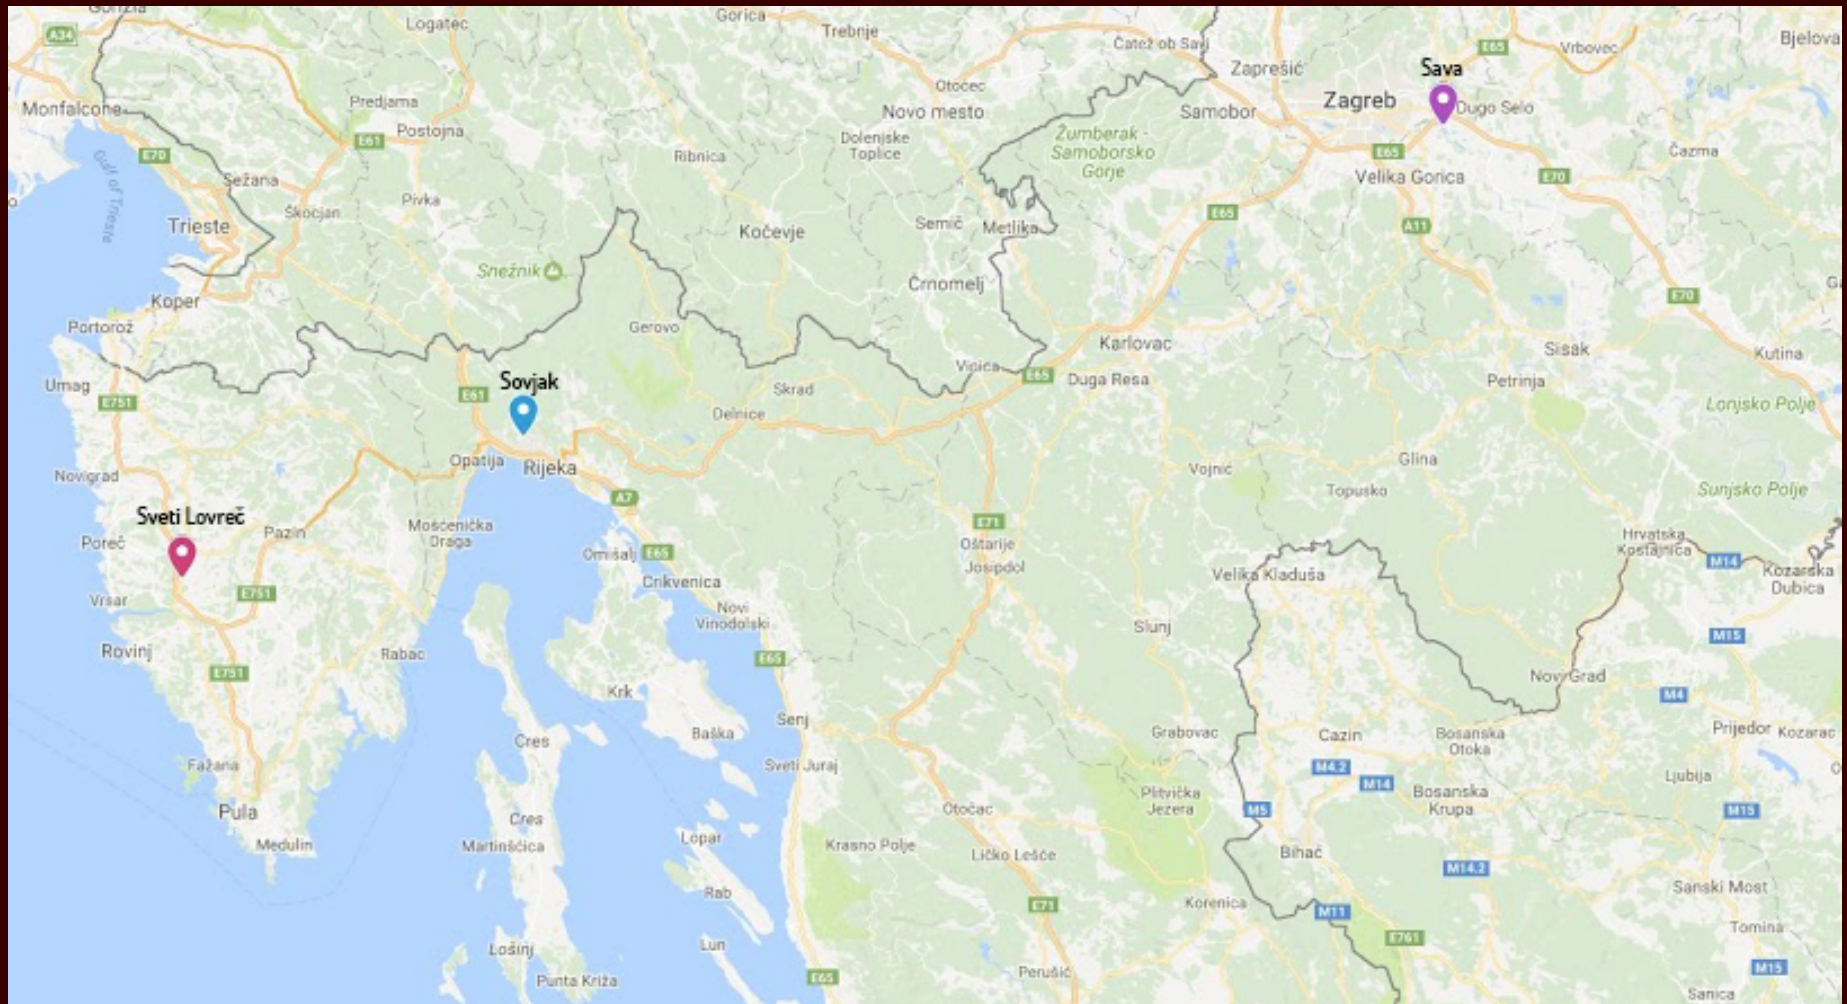 Gorizia
Logatec
Gorica
Trebnje
Čatež ob Savi
Zaprešić
E65
Vrbovec
Bjelova
A34
Sava
Monfalcone
Predjama
Postojna
Otočec
Novo mesto
Samobor
Zagreb
Dugo Selo
E61
E70
Gulf of Trieste
Ribnica
Dolenjske
Toplice
Žumberak -
Samoborsko
Gorje
E65
Velika Gorica
E70
Čazma
Sežana
Škocjan
Pivka
Trieste
Kočevje
Semič
Metlika
E65
A11
Snežnik
Črnomelj
Koper
E70
Portorož
Gerovo
Karlovac
Sisak
Kutina
Vinica
E65
Duga Resa
Petrinja
Umag
E751
Sovjak
E61
Skrad
Delnice
Lonjsko Polje
Opatija
Rijeka
Novigrad
A7
Vojnić
Glina
Topusko
Sunjsko Polje
Sveti Lovreč
Poreč
Pazin
Mošćenička
Draga
Omišalj
E65
E71
Oštarije
Josipdol
Hrvatska
Kostajnica
M14
Kozarska
Dubica
Crikvenica
Velika Kladuša
Vrsar
E751
Novi
Vinodolski
Slunj
M15
Rovinj
Rabac
E751
E65
Krk
Novi Grad
M4
Senj
Baška
Cres
Grabovac
Cazin
Bosanska
Otoka
Prijedor
Kozarac
Fažana
Sveti Juraj
M4.2
M14
Ljubija
Pula
Cres
Plitvička
Jezera
M5
Bosanska
Krupa
M15
Otočac
Medulin
Martinšćica
Lopar
Krasno Polje
Ličko Lešće
Bihać
M14.2
Rab
Sanski Most
E71
Korenica
M11
Tomina
E761
Lošinj
Lun
Punta Križa
E65
Perušić
M15
Sanica